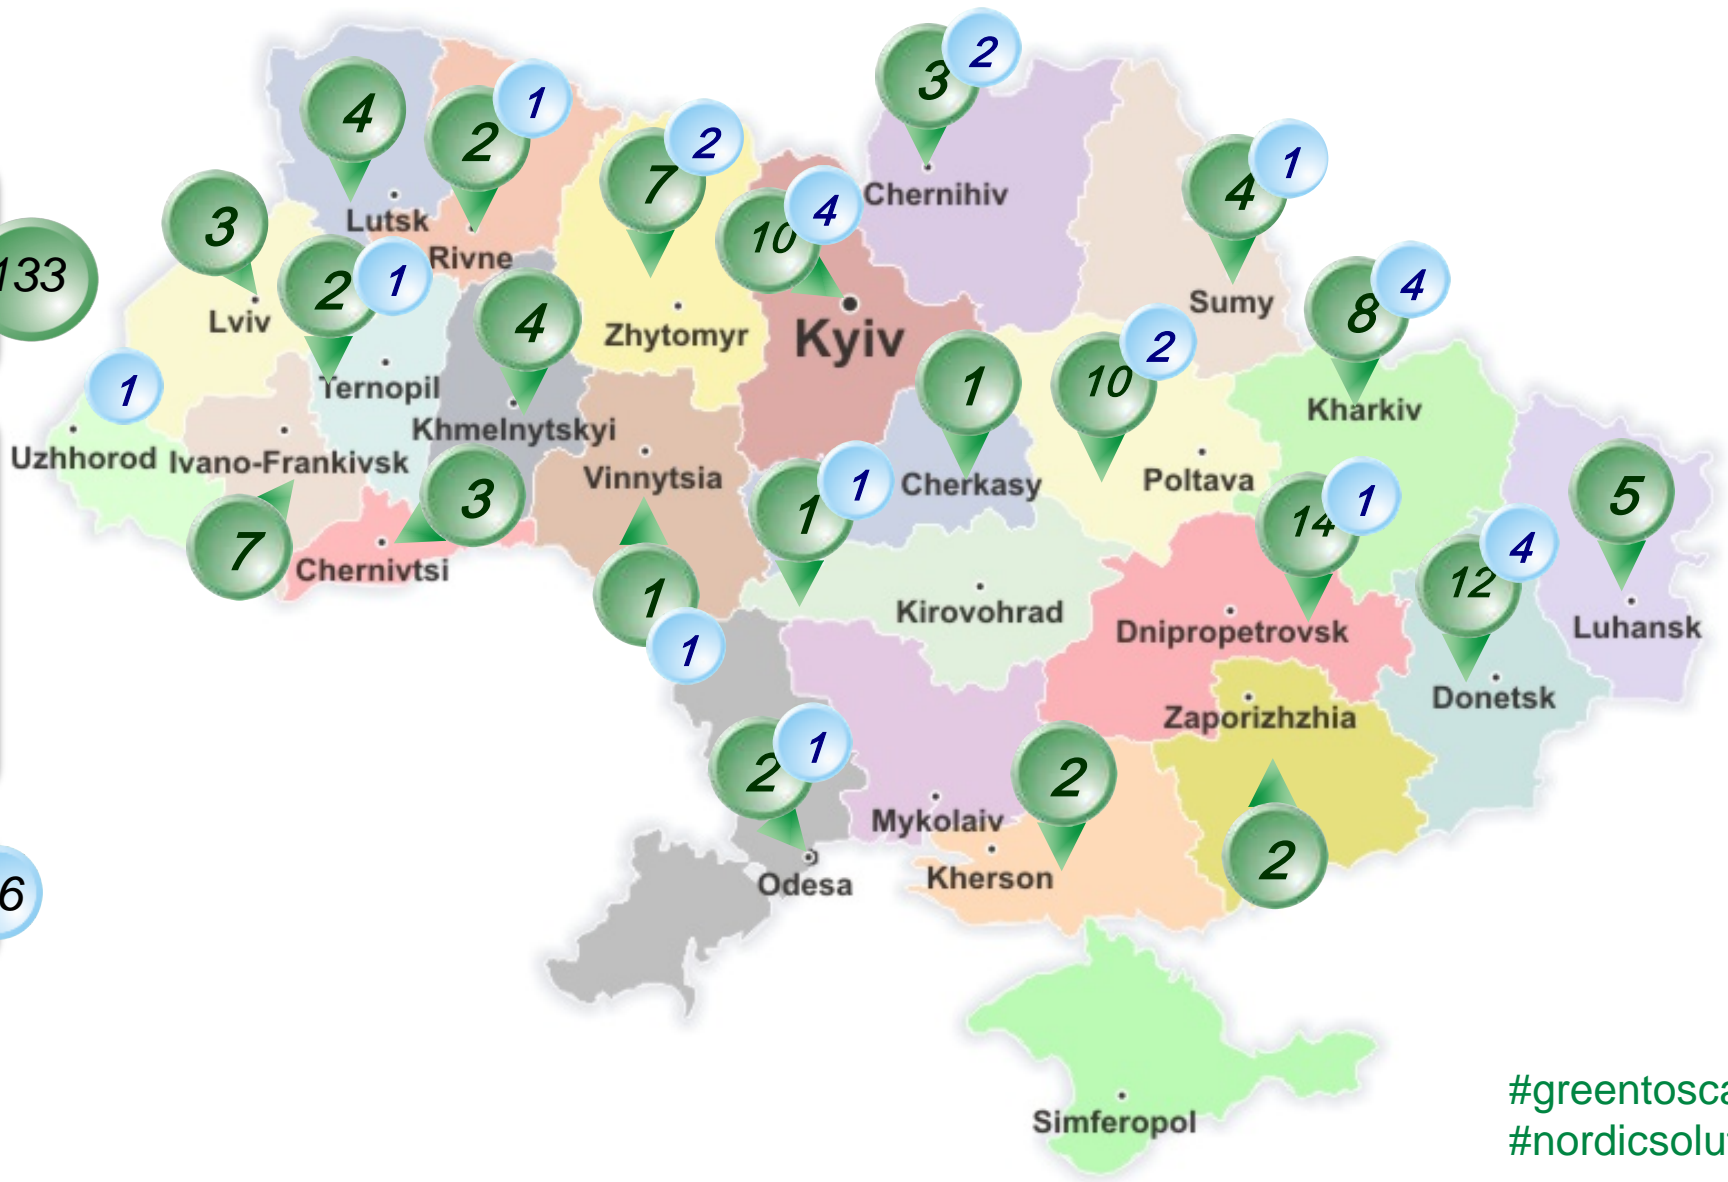 3 2
4
2 1
7 2
4 1
3
10 4
Chernihiv
Lutsk
Rivne
133
2 1
4
8 4
Lviv
Zhytomyr
Kyiv
Sumy
1
Ternopil
1
10 2
Kharkiv
Khmelnytskyi
Uzhhorod
Ivano-Frankivsk
Vinnytsia
Cherkasy
Poltava
3
1 1
14 1
5
7
Chernivtsi
12 4
1
1
Kirovohrad
Dnipropetrovsk
Luhansk
Donetsk
Zaporizhzhia
2 1
2
Mykolaiv
2
Odesa
Kherson
6
Simferopol